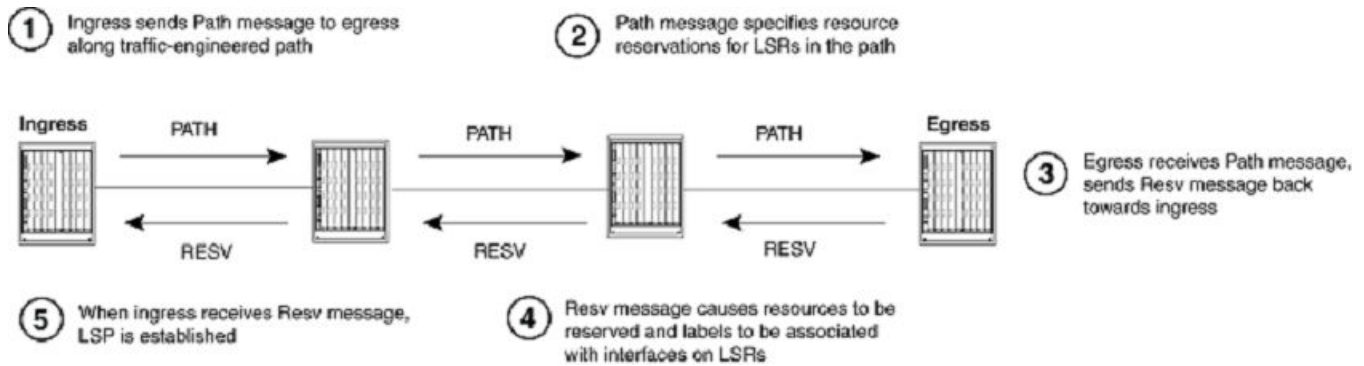 1
Ingress sends Path message to egress
along traffic-engineered path
2
Path message specifies resource
reservations for LSRs in the path
Ingress
PATH
PATH
PATH
Egress
RESV
RESV
RESV
3
Egress receives Path message,
sends Resv message back
towards ingress
5
When ingress receives Resv message,
LSP is established
4
Resv message causes resources to be
reserved and labels to be associated
with interfaces on LSRs